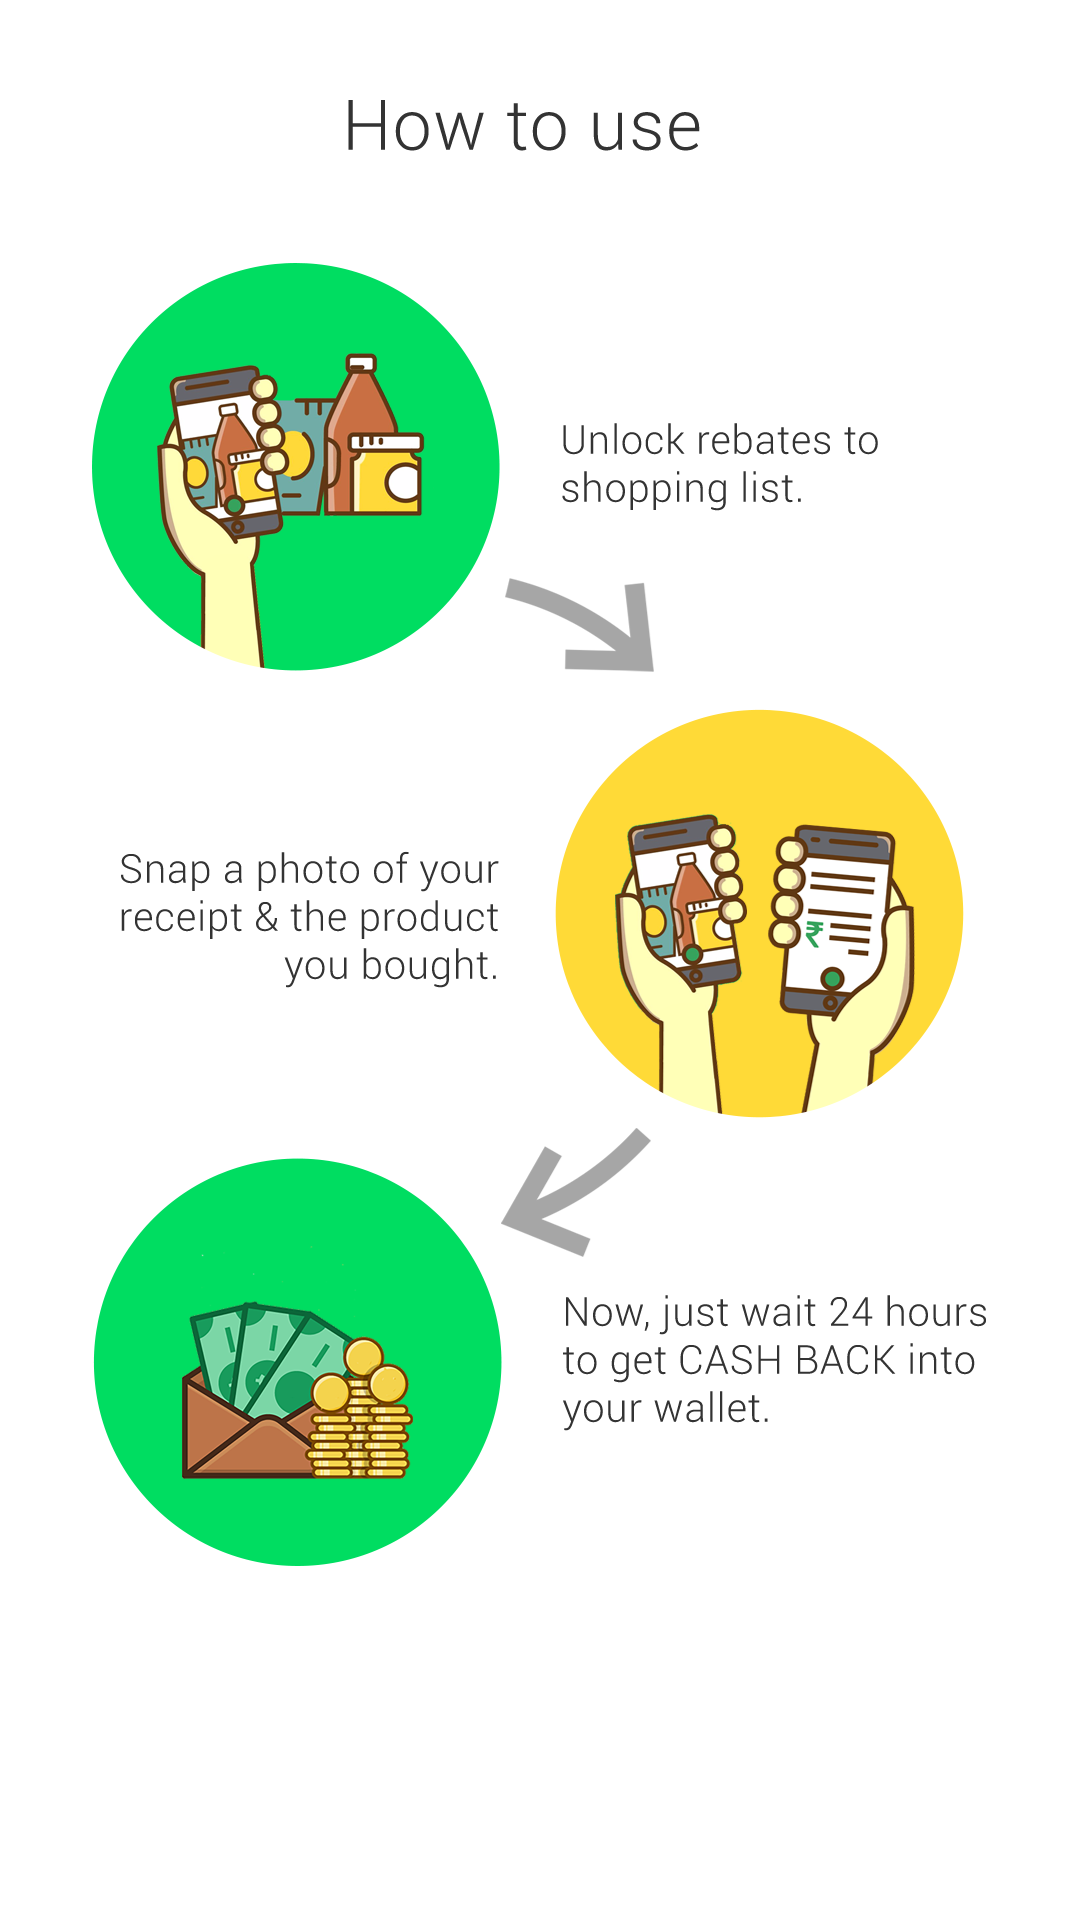 How to use
Unlock rebates to
shopping list.
Snap a photo of your
receipt & the product
you bought.
₹
Now, just wait 24 hours
to get CASH BACK into
your wallet.